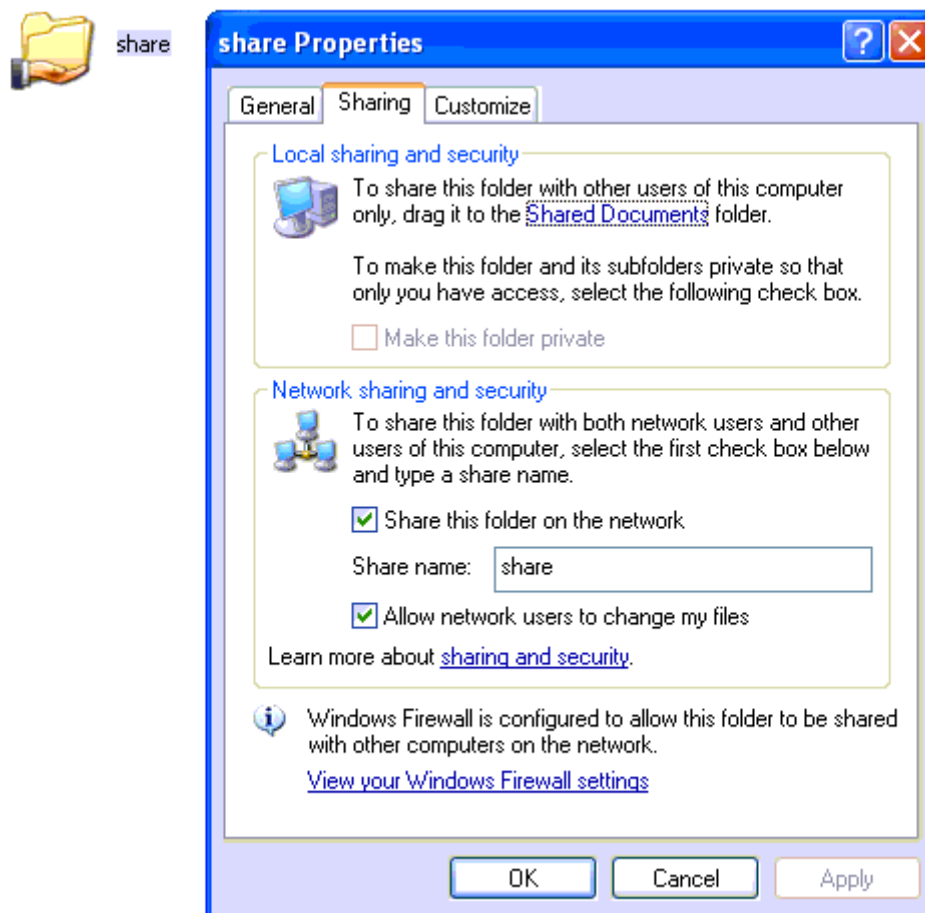 share
share Properties
?
X
General
Sharing
Customize
Local sharing and security
To share this folder with other users of this computer
only, drag it to the Shared Documents folder.
To make this folder and its subfolders private so that
only you have access, select the following check box.
Make this folder private
Network sharing and security
To share this folder with both network users and other
users of this computer, select the first check box below
and type a share name.
Share this folder on the network
Share name: share
Allow network users to change my files
Learn more about sharing and security.
Windows Firewall is configured to allow this folder to be shared
with other computers on the network.
View your Windows Firewall settings
OK
Cancel
Apply